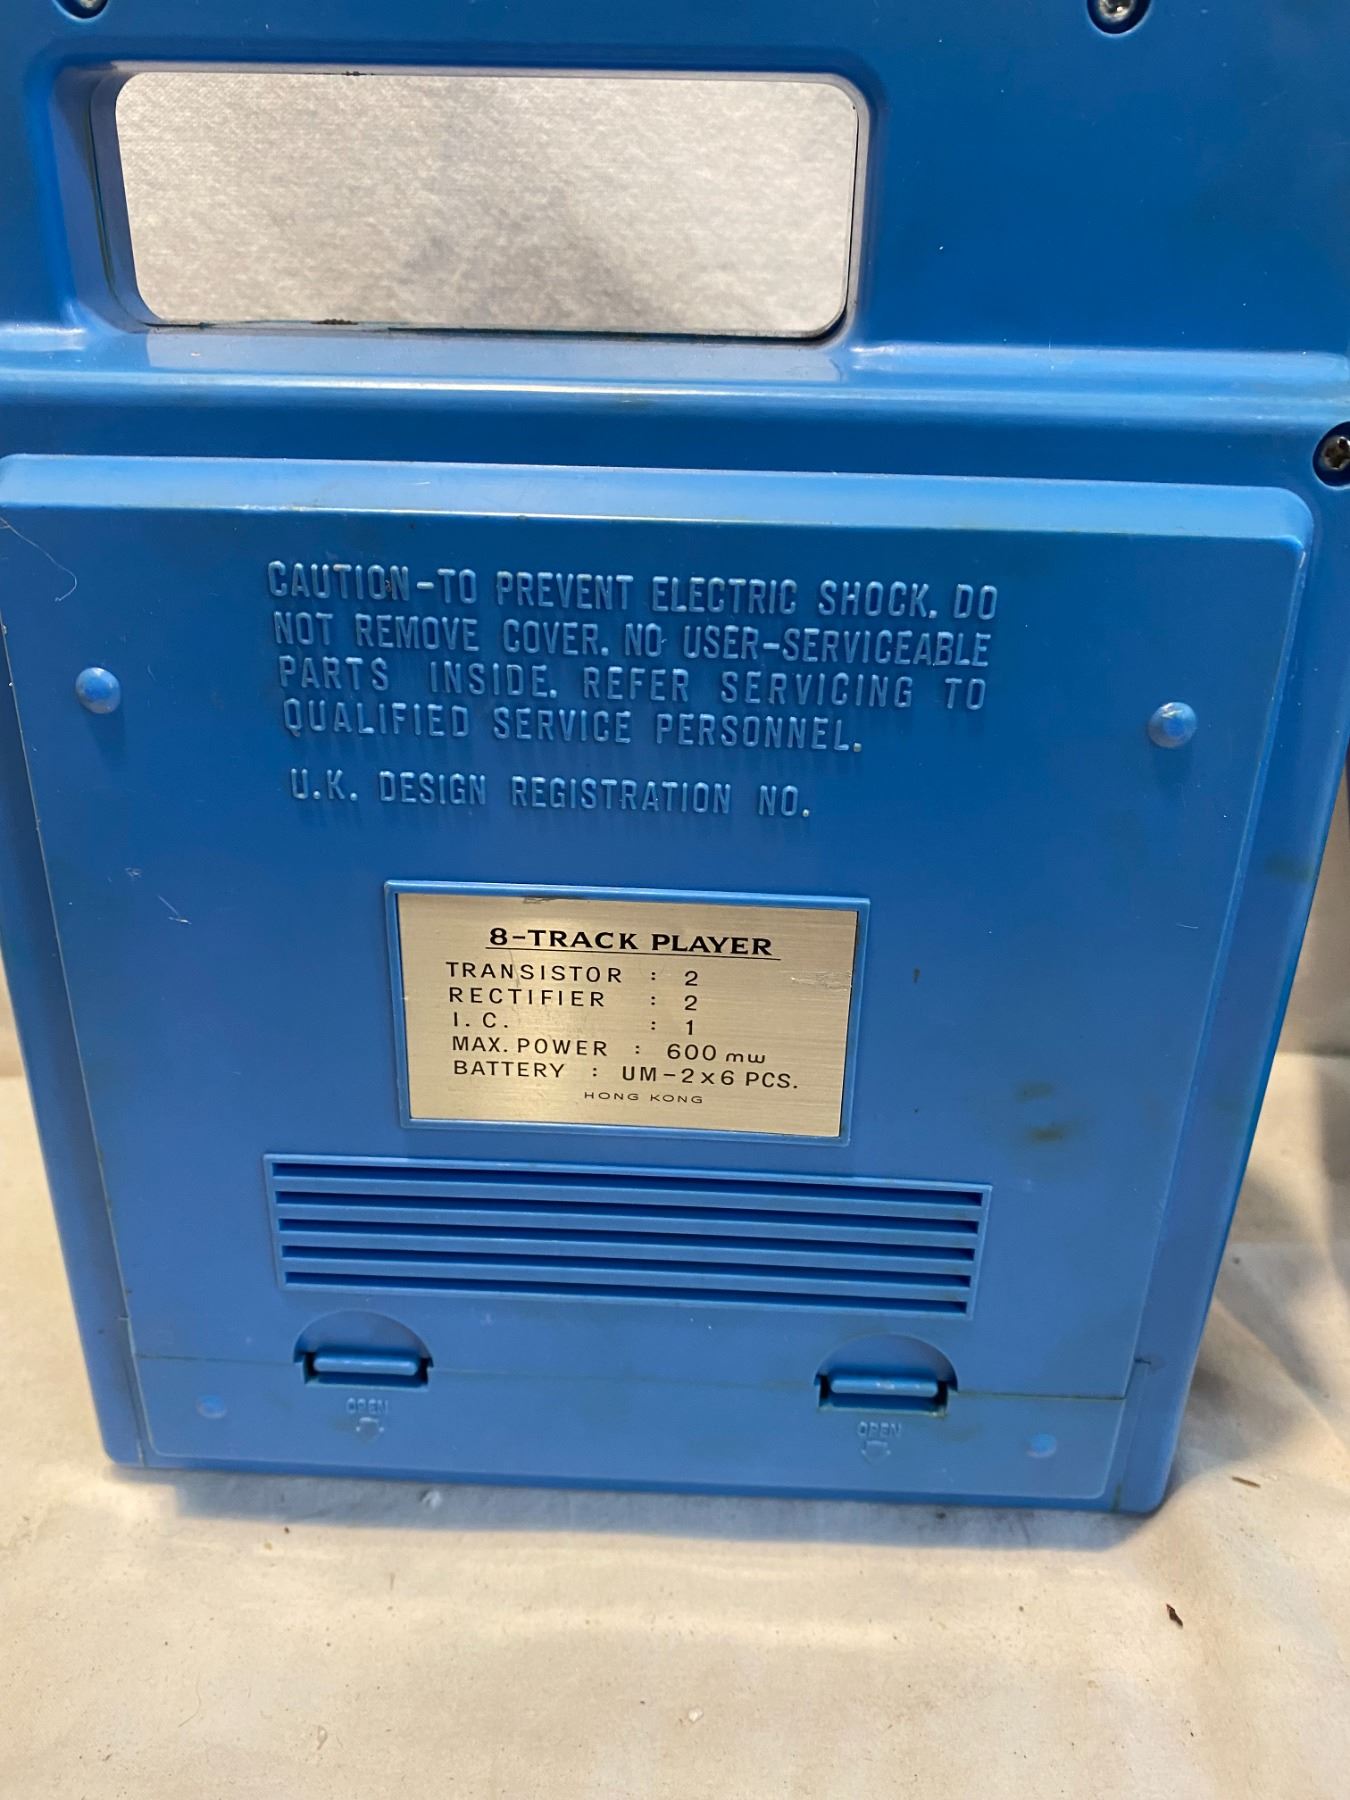 CAUTION-TO PREVENT ELECTRIC SHOCK. DO
NOT REMOVE COVER. NO USER-SERVICEABLE
PARTS INSIDE. REFER SERVICING TO
QUALIFIED SERVICE PERSONNEL.
U.K. DESIGN REGISTRATION NO.
8-TRACK PLAYER
TRANSISTOR : 2
RECTIFIER : 2
I.C. : 1
MAX. POWER : 600 mw
BATTERY : UM-2x6 PCS.
HONG KONG
OPEN OPEN